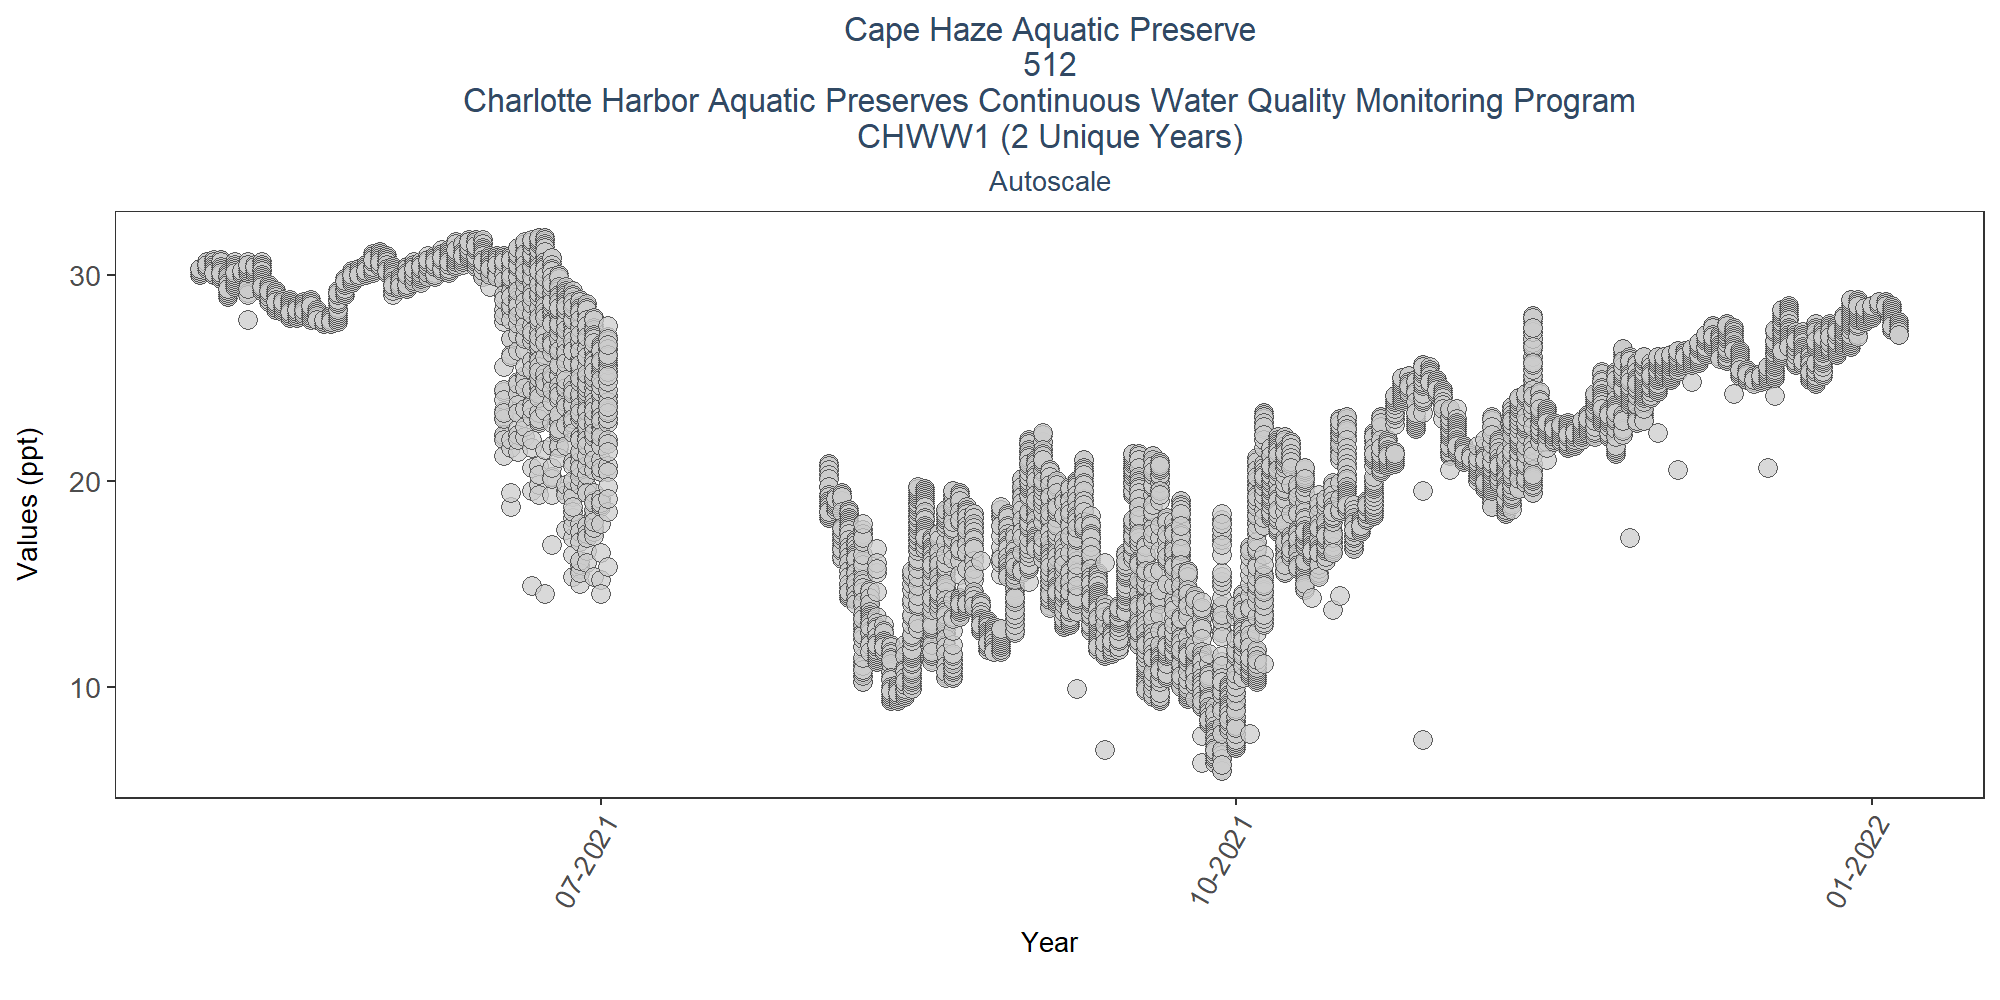 Cape Haze Aquatic Preserve
512
Charlotte Harbor Aquatic Preserves Continuous Water Quality Monitoring Program
CHWW1 (2 Unique Years)
Autoscale
Values (ppt)
30
20
10
07-2021
10-2021
01-2022
Year